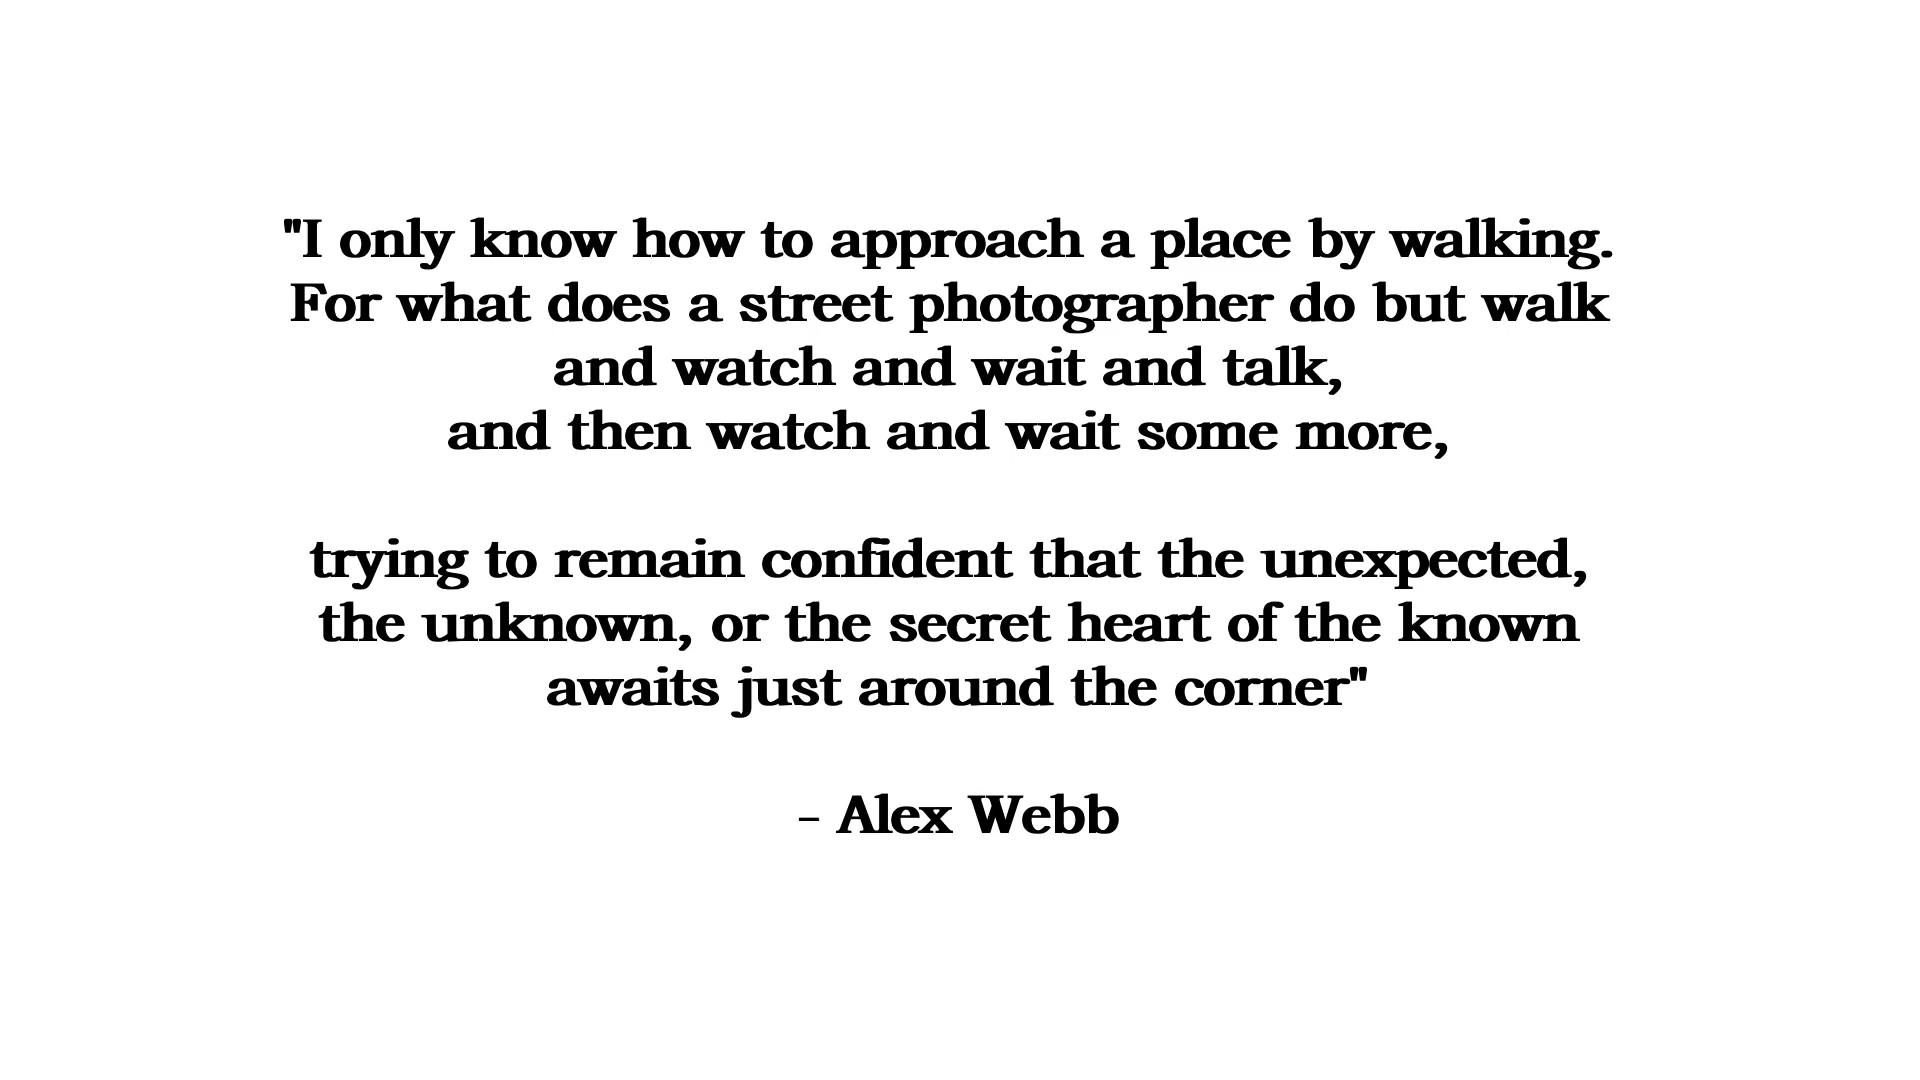 "I only know how to approach a place by walking.
For what does a street photographer do but walk
and watch and wait and talk,
and then watch and wait some more,
trying to remain confident that the unexpected,
the unknown, or the secret heart of the known
awaits just around the corner"
- Alex Webb